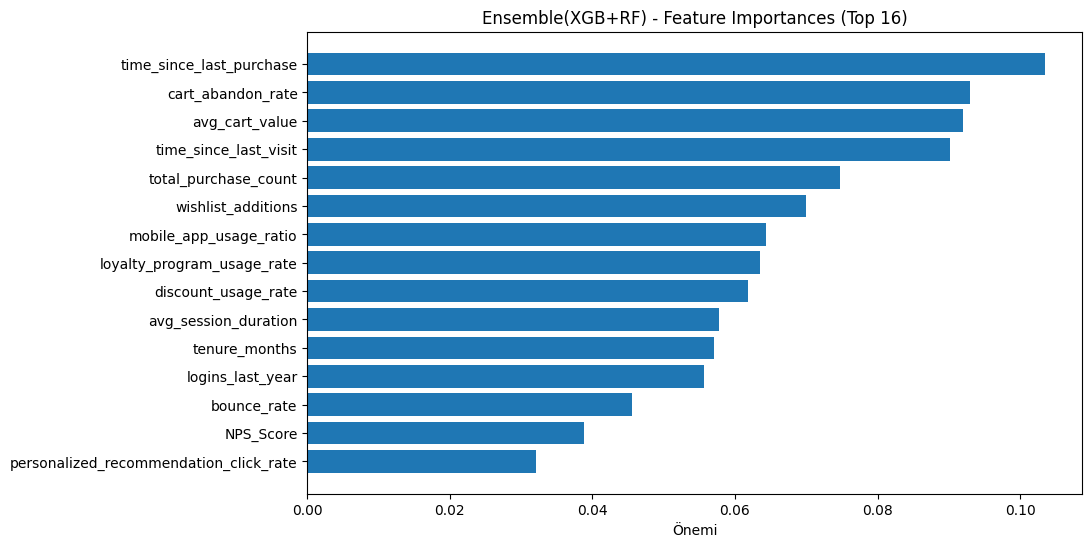 Ensemble(XGB+RF) - Feature Importances (Top 16)
time_since_last_purchase
cart_abandon_rate
avg_cart_value
time_since_last_visit
total_purchase_count
wishlist_additions
mobile_app_usage_ratio
loyalty_program_usage_rate
discount_usage_rate
avg_session_duration
tenure_months
logins_last_year
bounce_rate
NPS_Score
personalized_recommendation_click_rate
0.00 0.02 0.04 0.06 0.08 0.10
Önemi